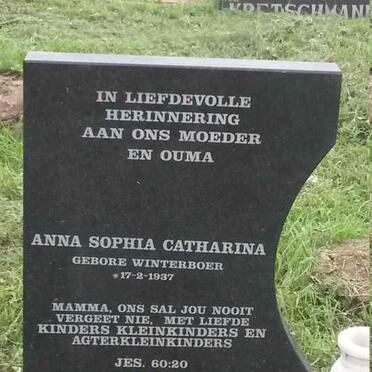 KRETSCHMAN
IN LIEFDEVOLLE
HERINNERING
AAN ONS MOEDER
EN OUMA
ANNA SOPHIA CATHARINA
GEBORE WINTERBOER
*17-2-1937
MAMMA, ONS SAL JOU NOOIT
VERGEET NIE, MET LIEFDE
KINDERS KLEINKINDERS EN
AGTERKLEINKINDERS
JES. 60:20